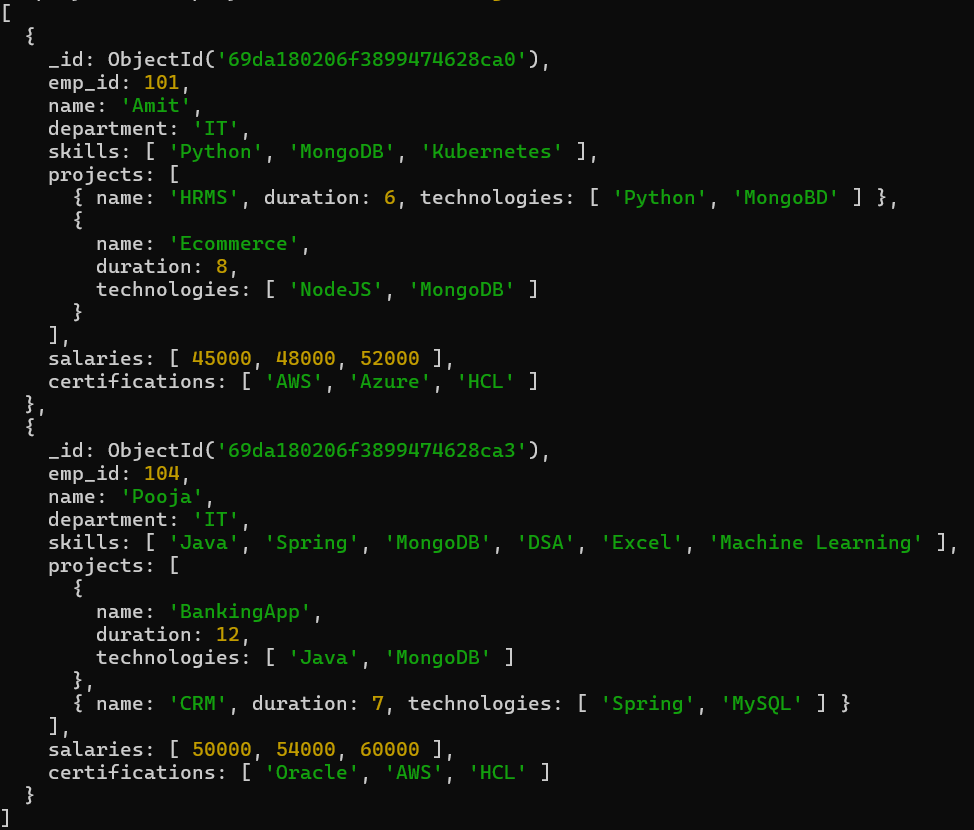 [
  {
    _id: ObjectId('69da180206f3899474628ca0'),
    emp_id: 101,
    name: 'Amit',
    department: 'IT',
    skills: [ 'Python', 'MongoDB', 'Kubernetes' ],
    projects: [
      { name: 'HRMS', duration: 6, technologies: [ 'Python', 'MongoBD' ] },
      {
        name: 'Ecommerce',
        duration: 8,
        technologies: [ 'NodeJS', 'MongoDB' ]
      }
    ],
    salaries: [ 45000, 48000, 52000 ],
    certifications: [ 'AWS', 'Azure', 'HCL' ]
  },
  {
    _id: ObjectId('69da180206f3899474628ca3'),
    emp_id: 104,
    name: 'Pooja',
    department: 'IT',
    skills: [ 'Java', 'Spring', 'MongoDB', 'DSA', 'Excel', 'Machine Learning' ],
    projects: [
      {
        name: 'BankingApp',
        duration: 12,
        technologies: [ 'Java', 'MongoDB' ]
      },
      { name: 'CRM', duration: 7, technologies: [ 'Spring', 'MySQL' ] }
    ],
    salaries: [ 50000, 54000, 60000 ],
    certifications: [ 'Oracle', 'AWS', 'HCL' ]
  }
]